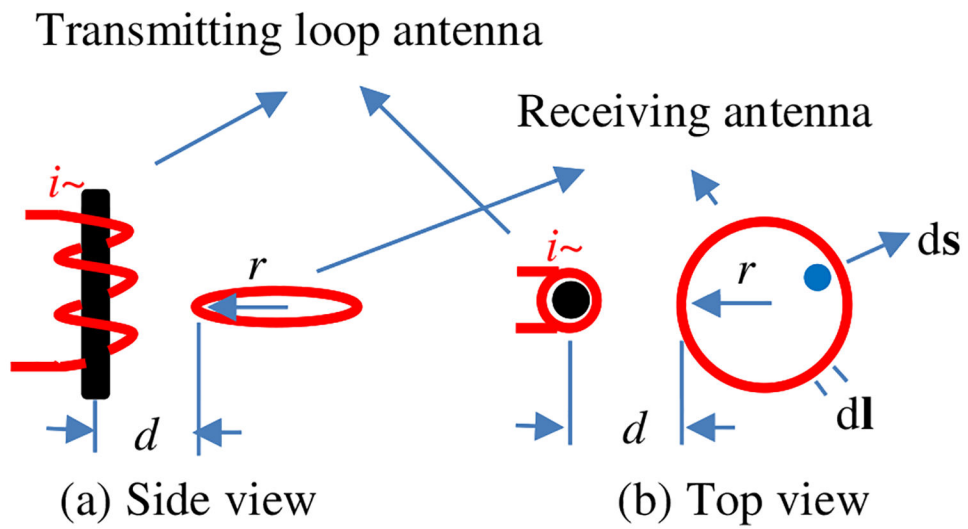 Transmitting loop antenna
Receiving antenna
i~
r
d
(a) Side view
i~
r
ds
dl
d
(b) Top view